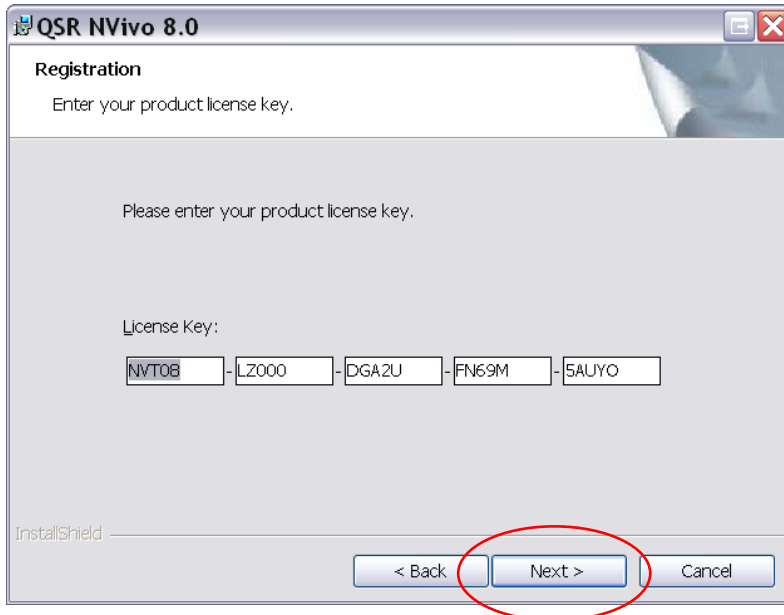 QSR NVivo 8.0
Registration
Enter your product license key.
Please enter your product license key.
License Key:
NVT08 - LZ000 - DGA2U - FN69M - 5AUYO
InstallShield
< Back Next > Cancel